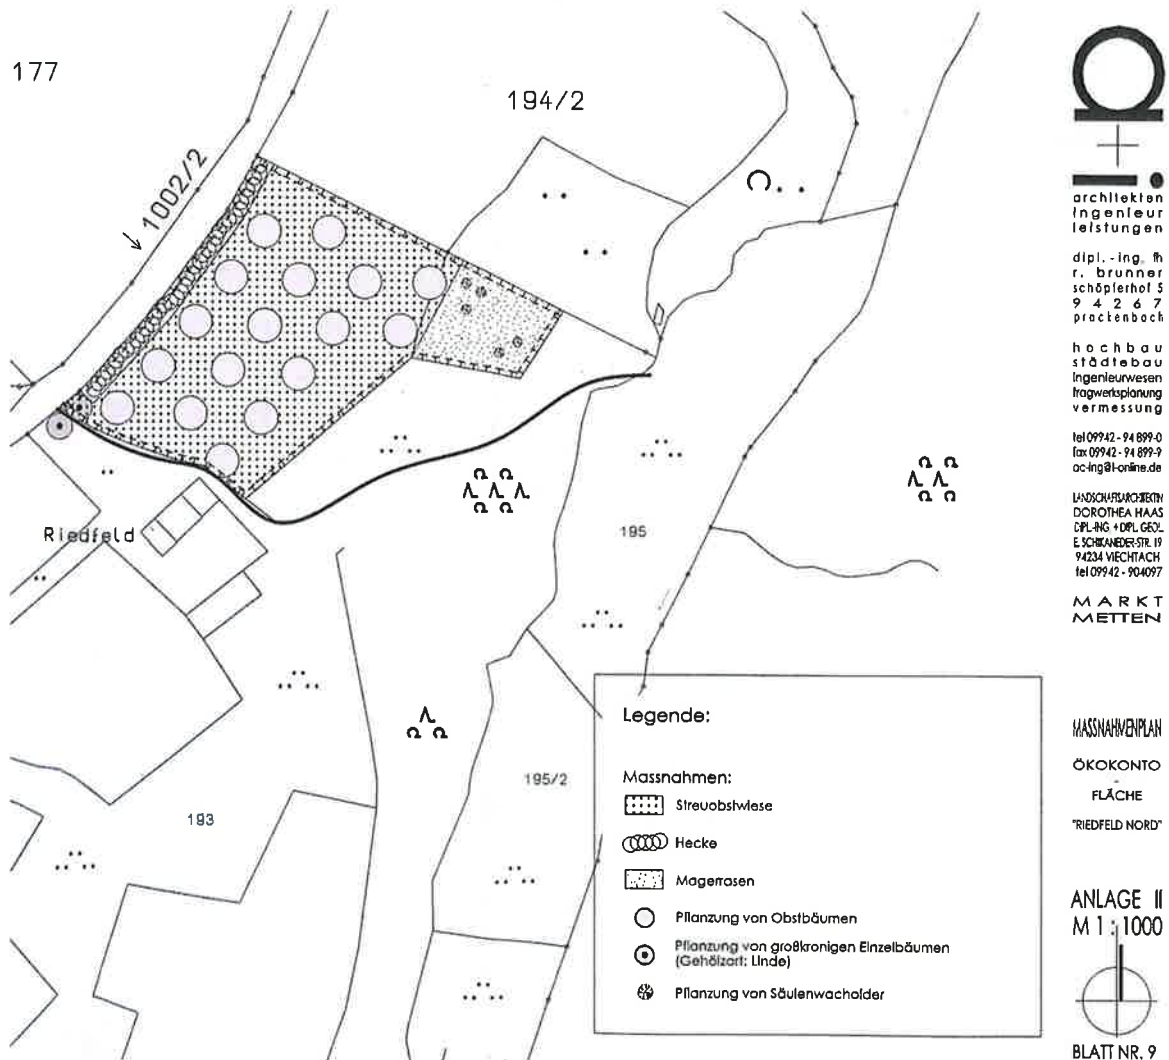 177
194/2
1002/2
Riedfeld
195
195/2
193
Legende:
Massnahmen:
Streuobstwiese
Hecke
Magerrasen
Pflanzung von Obstbäumen
Pflanzung von großkronigen Einzelbäumen
(Gehölzart: Linde)
Pflanzung von Säulenwacholder
architekten
ingenieur
leistungen
dipl.-ing. fh
r. brunner
schöpferhof 5
9 4 2 6 7
prackenbach
hochbau
städtebau
ingenieurwesen
tragwerksplanung
vermessung
tel 09942 - 94 899-0
fax 09942 - 94 899-9
LANDSCHAFTSARCHITEKTIN
DOROTHEA HAAS
DIPL.-ING. + DIPL. GEOL.
E. SCHIKANEDER-STR. 19
94234 VIECHTACH
tel 09942 - 904097
MARKT
METTEN
MASSNAHMENPLAN
ÖKOKONTO
-
FLÄCHE
"RIEDFELD NORD"
ANLAGE II
M 1 : 1000
BLATT NR. 9